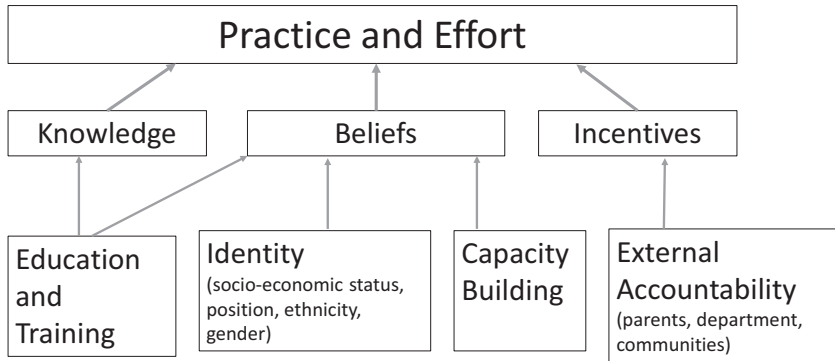 Practice and Effort
Knowledge
Beliefs
Incentives
Education
and
Training
Identity
(socio-economic status,
position, ethnicity,
gender)
Capacity
Building
External
Accountability
(parents, department,
communities)